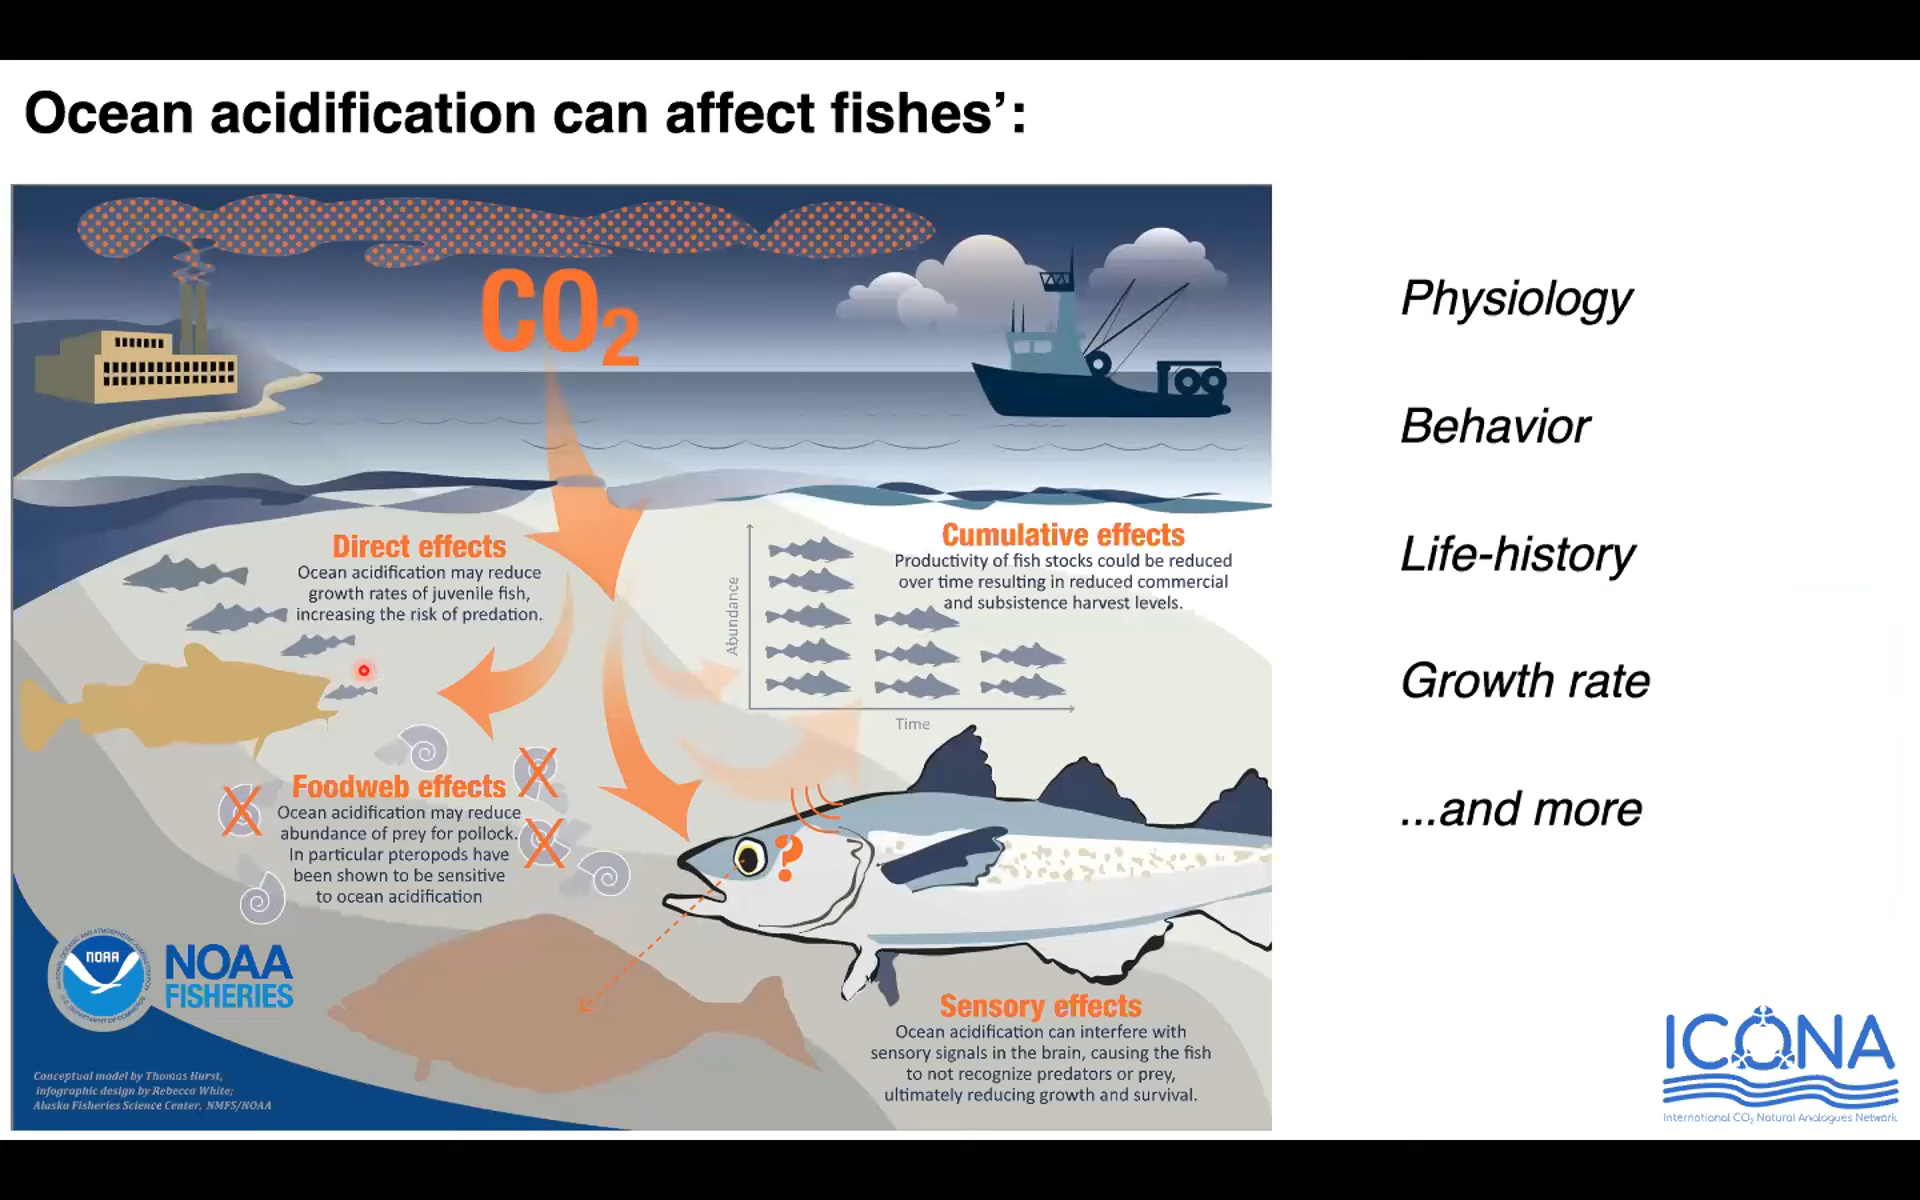 Ocean acidification can affect fishes’:
CO2
Direct effects
Ocean acidification may reduce
growth rates of juvenile fish,
increasing the risk of predation.
Cumulative effects
Productivity of fish stocks could be reduced
over time resulting in reduced commercial
and subsistence harvest levels.
Abundance
Time
Foodweb effects
Ocean acidification may reduce
abundance of prey for pollock.
In particular pteropods have
been shown to be sensitive
to ocean acidification
?
Sensory effects
Ocean acidification can interfere with
sensory signals in the brain, causing the fish
to not recognize predators or prey,
ultimately reducing growth and survival.
NOAA
NOAA
FISHERIES
Conceptual model by Thomas Hurst,
infographic design by Rebecca White;
Alaska Fisheries Science Center, NMFS/NOAA
Physiology
Behavior
Life-history
Growth rate
...and more
ICONA
International CO2 Natural Analogues Network